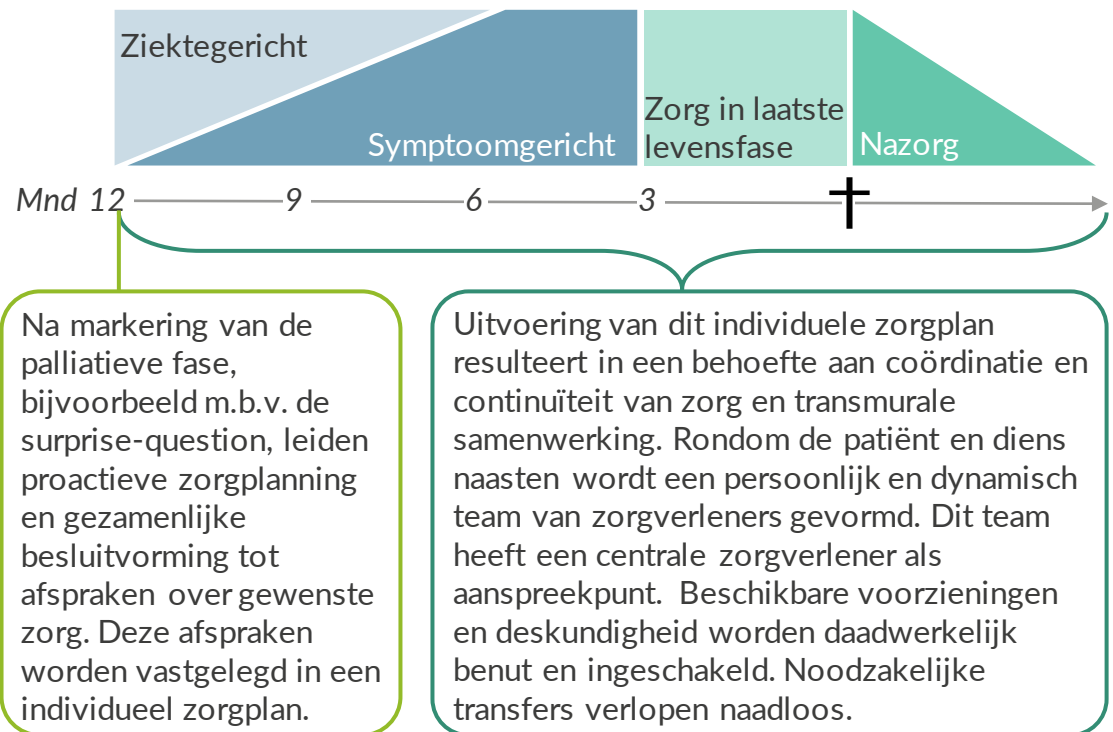 Ziektegericht
Symptoomgericht
Zorg in laatste
levensfase
Nazorg
Mnd 12 9 6 3
Na markering van de
palliatieve fase,
bijvoorbeeld m.b.v. de
surprise-question, leiden
proactieve zorgplanning
en gezamenlijke
besluitvorming tot
afspraken over gewenste
zorg. Deze afspraken
worden vastgelegd in een
individueel zorgplan.
Uitvoering van dit individuele zorgplan
resulteert in een behoefte aan coördinatie en
continuïteit van zorg en transmurale
samenwerking. Rondom de patiënt en diens
naasten wordt een persoonlijk en dynamisch
team van zorgverleners gevormd. Dit team
heeft een centrale zorgverlener als
aanspreekpunt. Beschikbare voorzieningen
en deskundigheid worden daadwerkelijk
benut en ingeschakeld. Noodzakelijke
transfers verlopen naadloos.